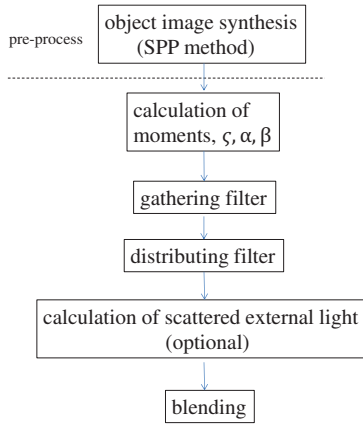 pre-process
object image synthesis
(SPP method)
calculation of
moments, ς, α, β
gathering filter
distributing filter
calculation of scattered external light
(optional)
blending